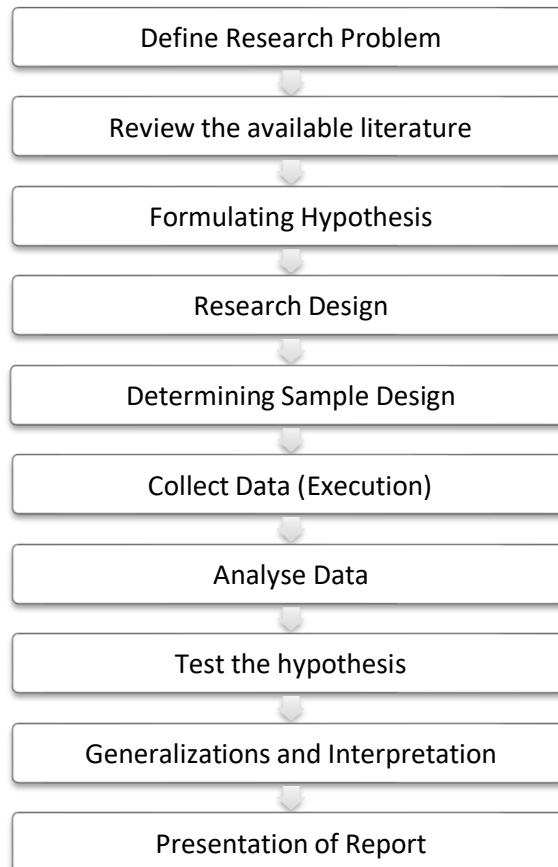 Define Research Problem
Review the available literature
Formulating Hypothesis
Research Design
Determining Sample Design
Collect Data (Execution)
Analyse Data
Test the hypothesis
Generalizations and Interpretation
Presentation of Report